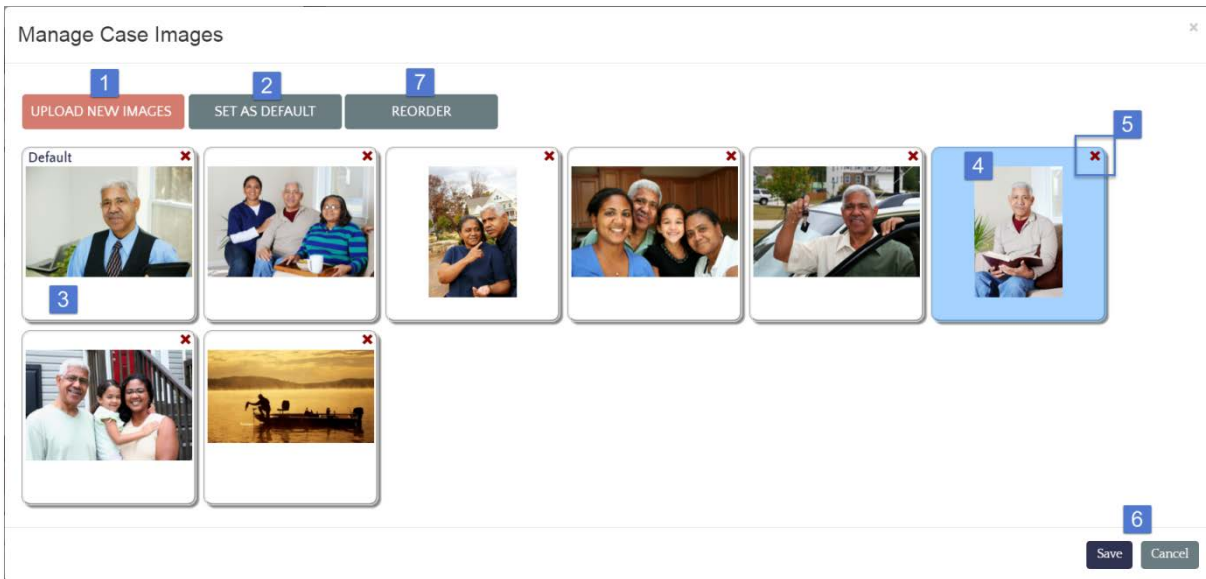 Manage Case Images
×
1
2
7
UPLOAD NEW IMAGES
SET AS DEFAULT
REORDER
5
Default
4
3
6
Save
Cancel